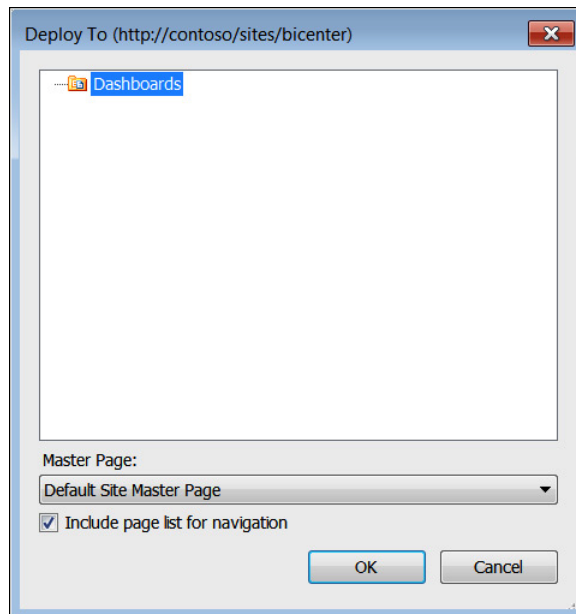 Deploy To (http://contoso/sites/bicenter)
Dashboards
Master Page:
Default Site Master Page
Include page list for navigation
OK
Cancel